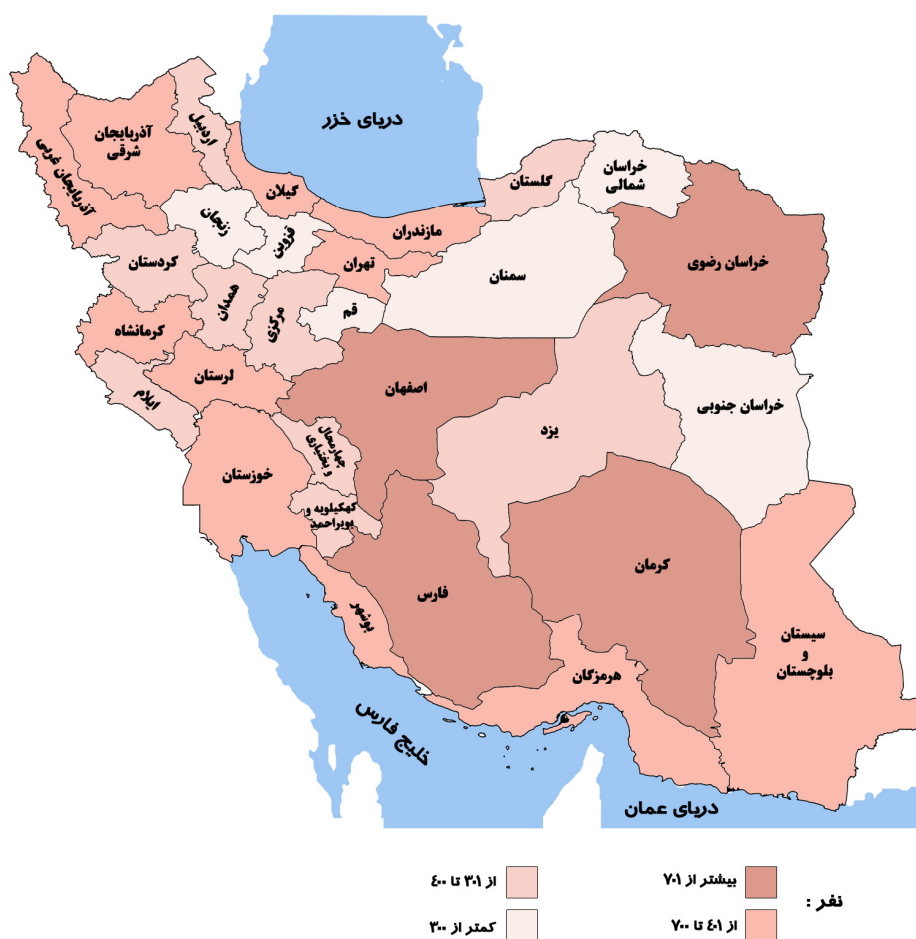 دریای خزر
آذربایجان
شرقی
اردبیل
آذربایجان غربی
گیلان
گلستان
خراسان
شمالی
زنجان
قزوین
مازندران
خراسان رضوی
کردستان
تهران
سمنان
همدان
مرکزی
قم
کرمانشاه
لرستان
اصفهان
ایلام
خراسان جنوبی
چهارمحال
و بختیاری
یزد
خوزستان
کهکیلویه و
بویراحمد
کرمان
فارس
بوشهر
سیستان
و
بلوچستان
هرمزگان
خلیج فارس
دریای عمان
نفر :
بیشتر از ۷۰۱
از ۴۰۱ تا ۷۰۰
از ۳۰۱ تا ۴۰۰
کمتر از ۳۰۰